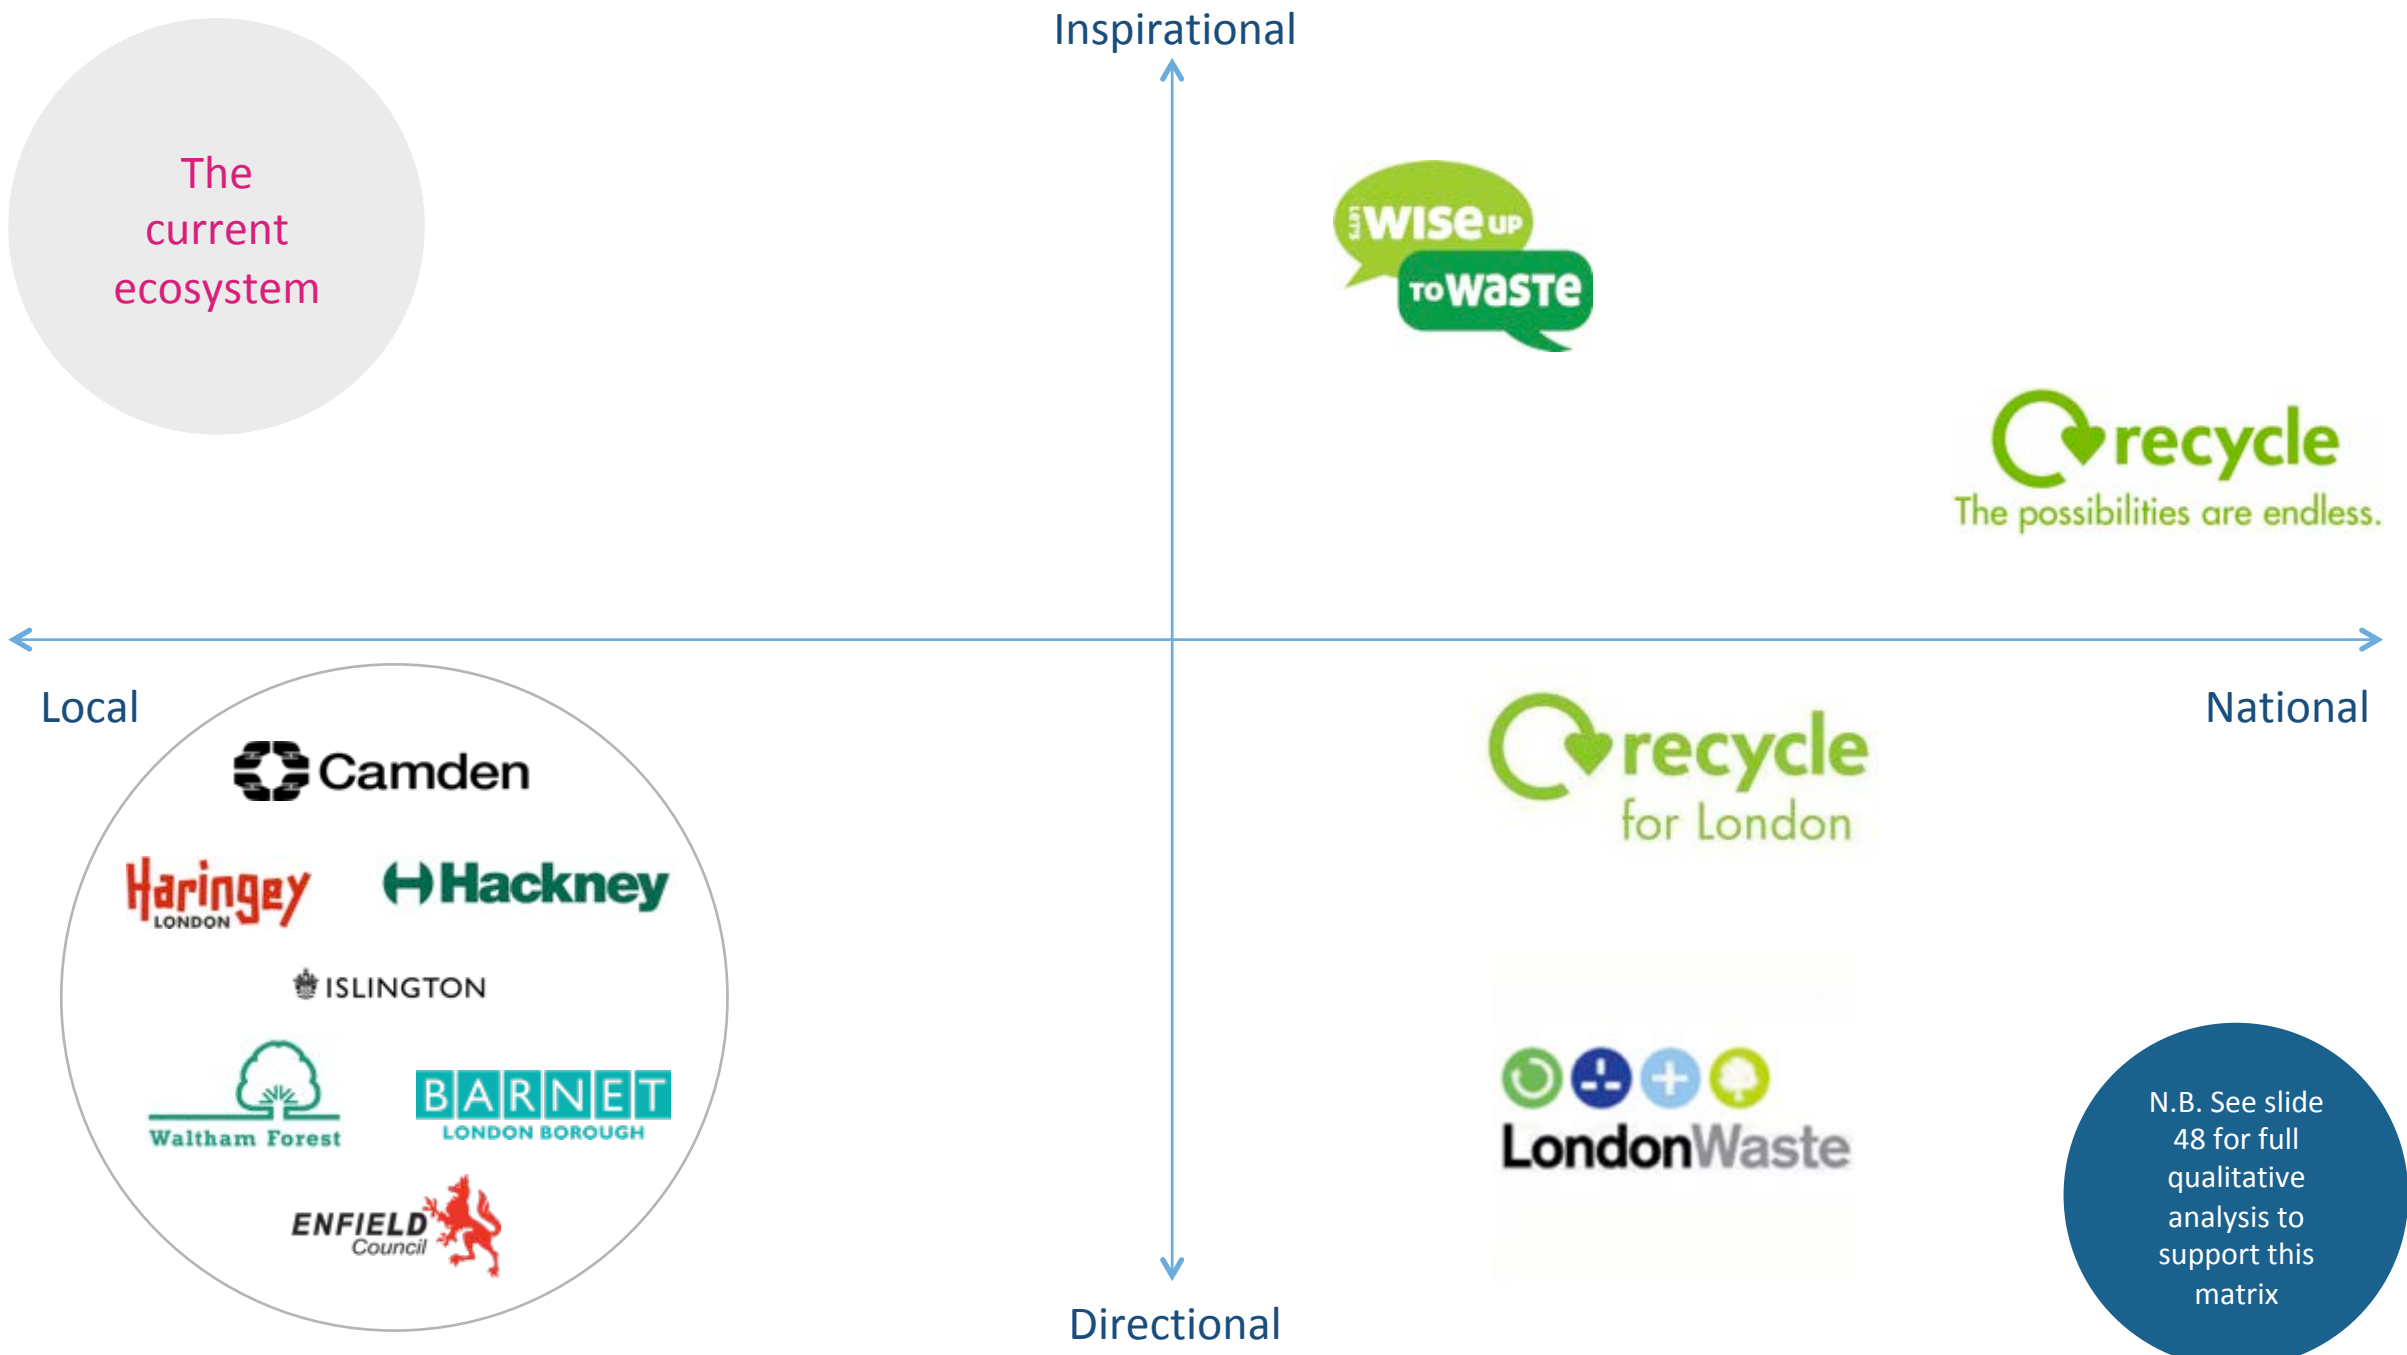 Inspirational
The
current
ecosystem
LET'S WISe UP
TO WaSTe
recycle
The possibilities are endless.
Local
National
Camden
recycle
for London
Haringey
LONDON
Hackney
ISLINGTON
Waltham Forest
BARNET
LONDON BOROUGH
LondonWaste
ENFIELD
Council
N.B. See slide
48 for full
qualitative
analysis to
support this
matrix
Directional